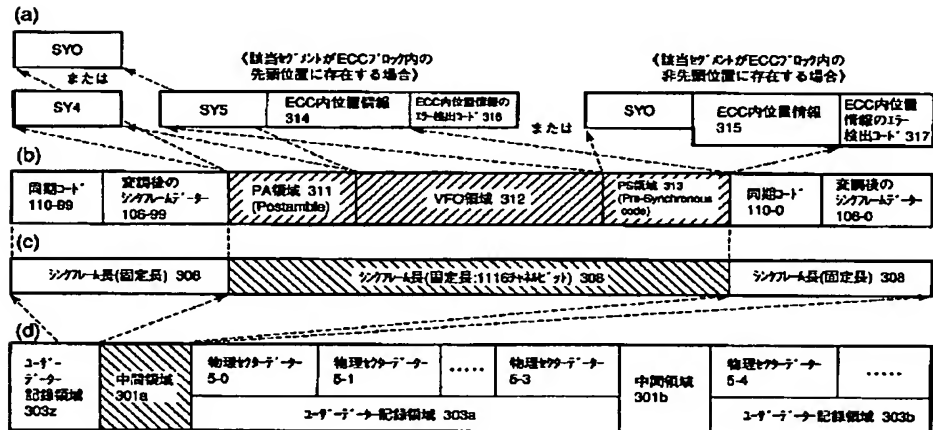 (a)
SYO
または
SY4
《該当ｾｸﾞﾒﾝﾄがECCﾌﾞﾛｯｸ内の
先頭位置に存在する場合》
SY5
ECC内位置情報
314
ECC内位置情報の
ｴﾗｰ検出ｺｰﾄﾞ 316
または
《該当ｾｸﾞﾒﾝﾄがECCﾌﾞﾛｯｸ内の
非先頭位置に存在する場合》
SYO
ECC内位置情報
315
ECC内位置
情報のｴﾗｰ
検出ｺｰﾄﾞ 317
(b)
同期ｺｰﾄﾞ
110-89
変調後の
ｼﾝｸﾌﾚｰﾑﾃﾞｰﾀｰ
106-99
PA領域 311
(Postamble)
VFO領域 312
PS領域 313
(Pre-Synchronous
code)
同期ｺｰﾄﾞ
110-0
変調後の
ｼﾝｸﾌﾚｰﾑﾃﾞｰﾀｰ
106-0
(c)
ｼﾝｸﾌﾚｰﾑ長(固定長) 308
ｼﾝｸﾌﾚｰﾑ長(固定長:1116ﾁｬﾈﾙﾋﾞｯﾄ) 308
ｼﾝｸﾌﾚｰﾑ長(固定長) 308
(d)
ﾕｰｻﾞｰ
ﾃﾞｰﾀｰ
記録領域
303z
中間領域
301a
物理ｾｸﾀｰﾃﾞｰﾀｰ
5-0
物理ｾｸﾀｰﾃﾞｰﾀｰ
5-1
.....
物理ｾｸﾀｰﾃﾞｰﾀｰ
5-3
ﾕｰｻﾞｰﾃﾞｰﾀｰ記録領域 303a
中間領域
301b
物理ｾｸﾀｰﾃﾞｰﾀｰ
5-4
.....
ﾕｰｻﾞｰﾃﾞｰﾀｰ記録領域 303b